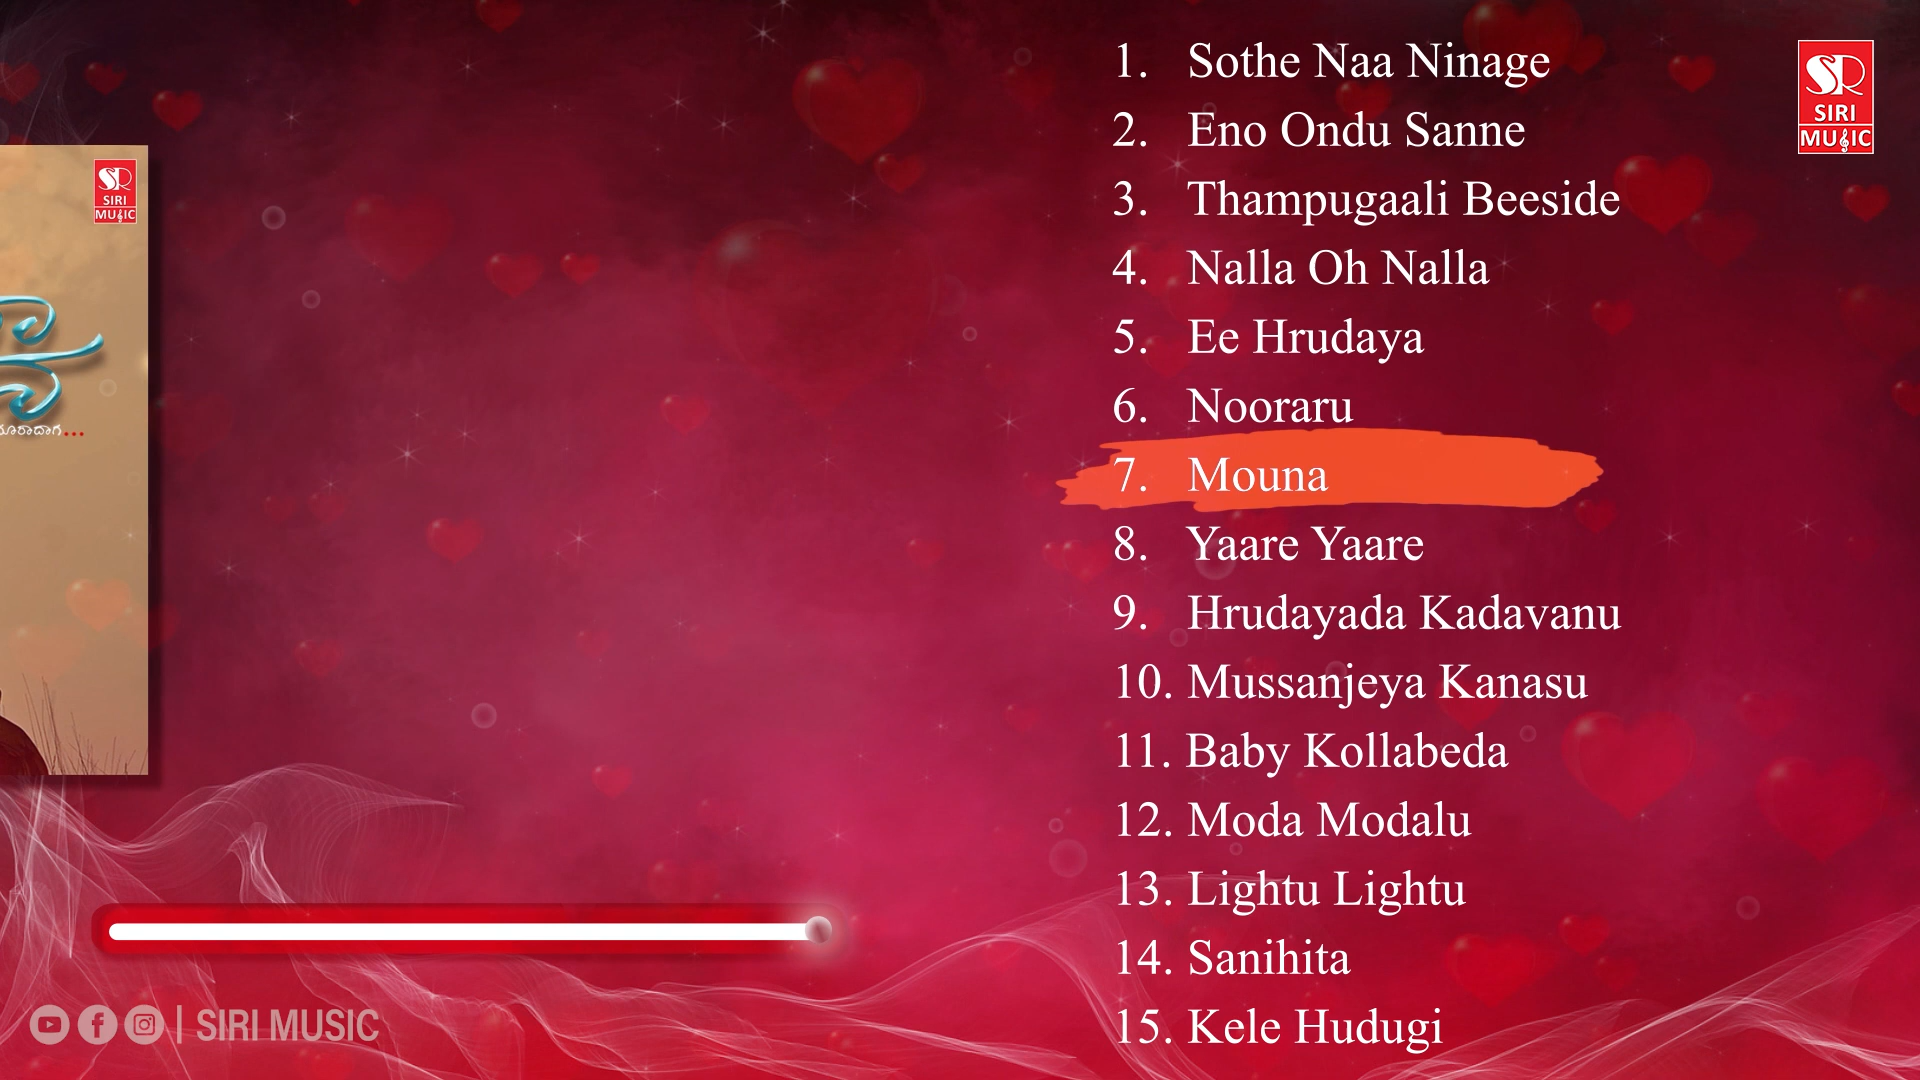 1. Sothe Naa Ninage
2. Eno Ondu Sanne
3. Thampugaali Beeside
4. Nalla Oh Nalla
5. Ee Hrudaya
6. Nooraru
7. Mouna
8. Yaare Yaare
9. Hrudayada Kadavanu
10. Mussanjeya Kanasu
11. Baby Kollabeda
12. Moda Modalu
13. Lightu Lightu
14. Sanihita
15. Kele Hudugi
SR
SIRI
MUSIC
SR
SIRI
MUSIC
| SIRI MUSIC